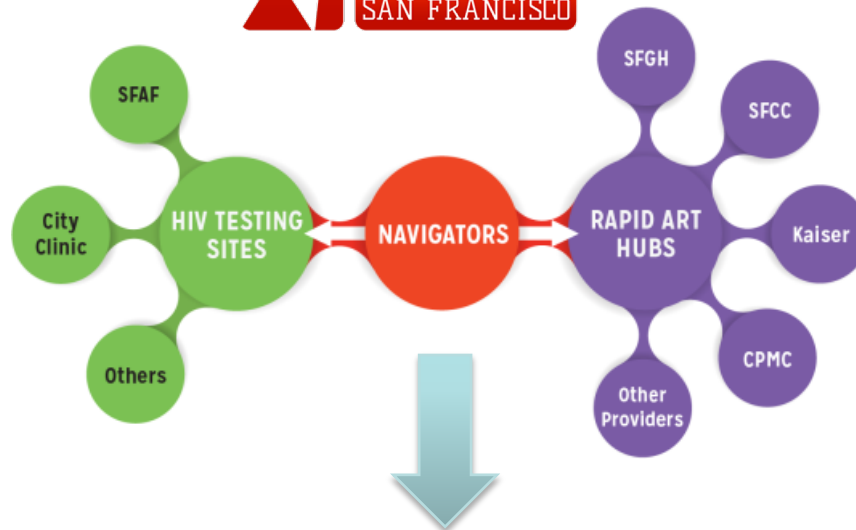 SAN FRANCISCO
SFGH
SFAF
SFCC
City
Clinic
HIV TESTING
SITES
NAVIGATORS
RAPID ART
HUBS
Kaiser
Others
CPMC
Other
Providers